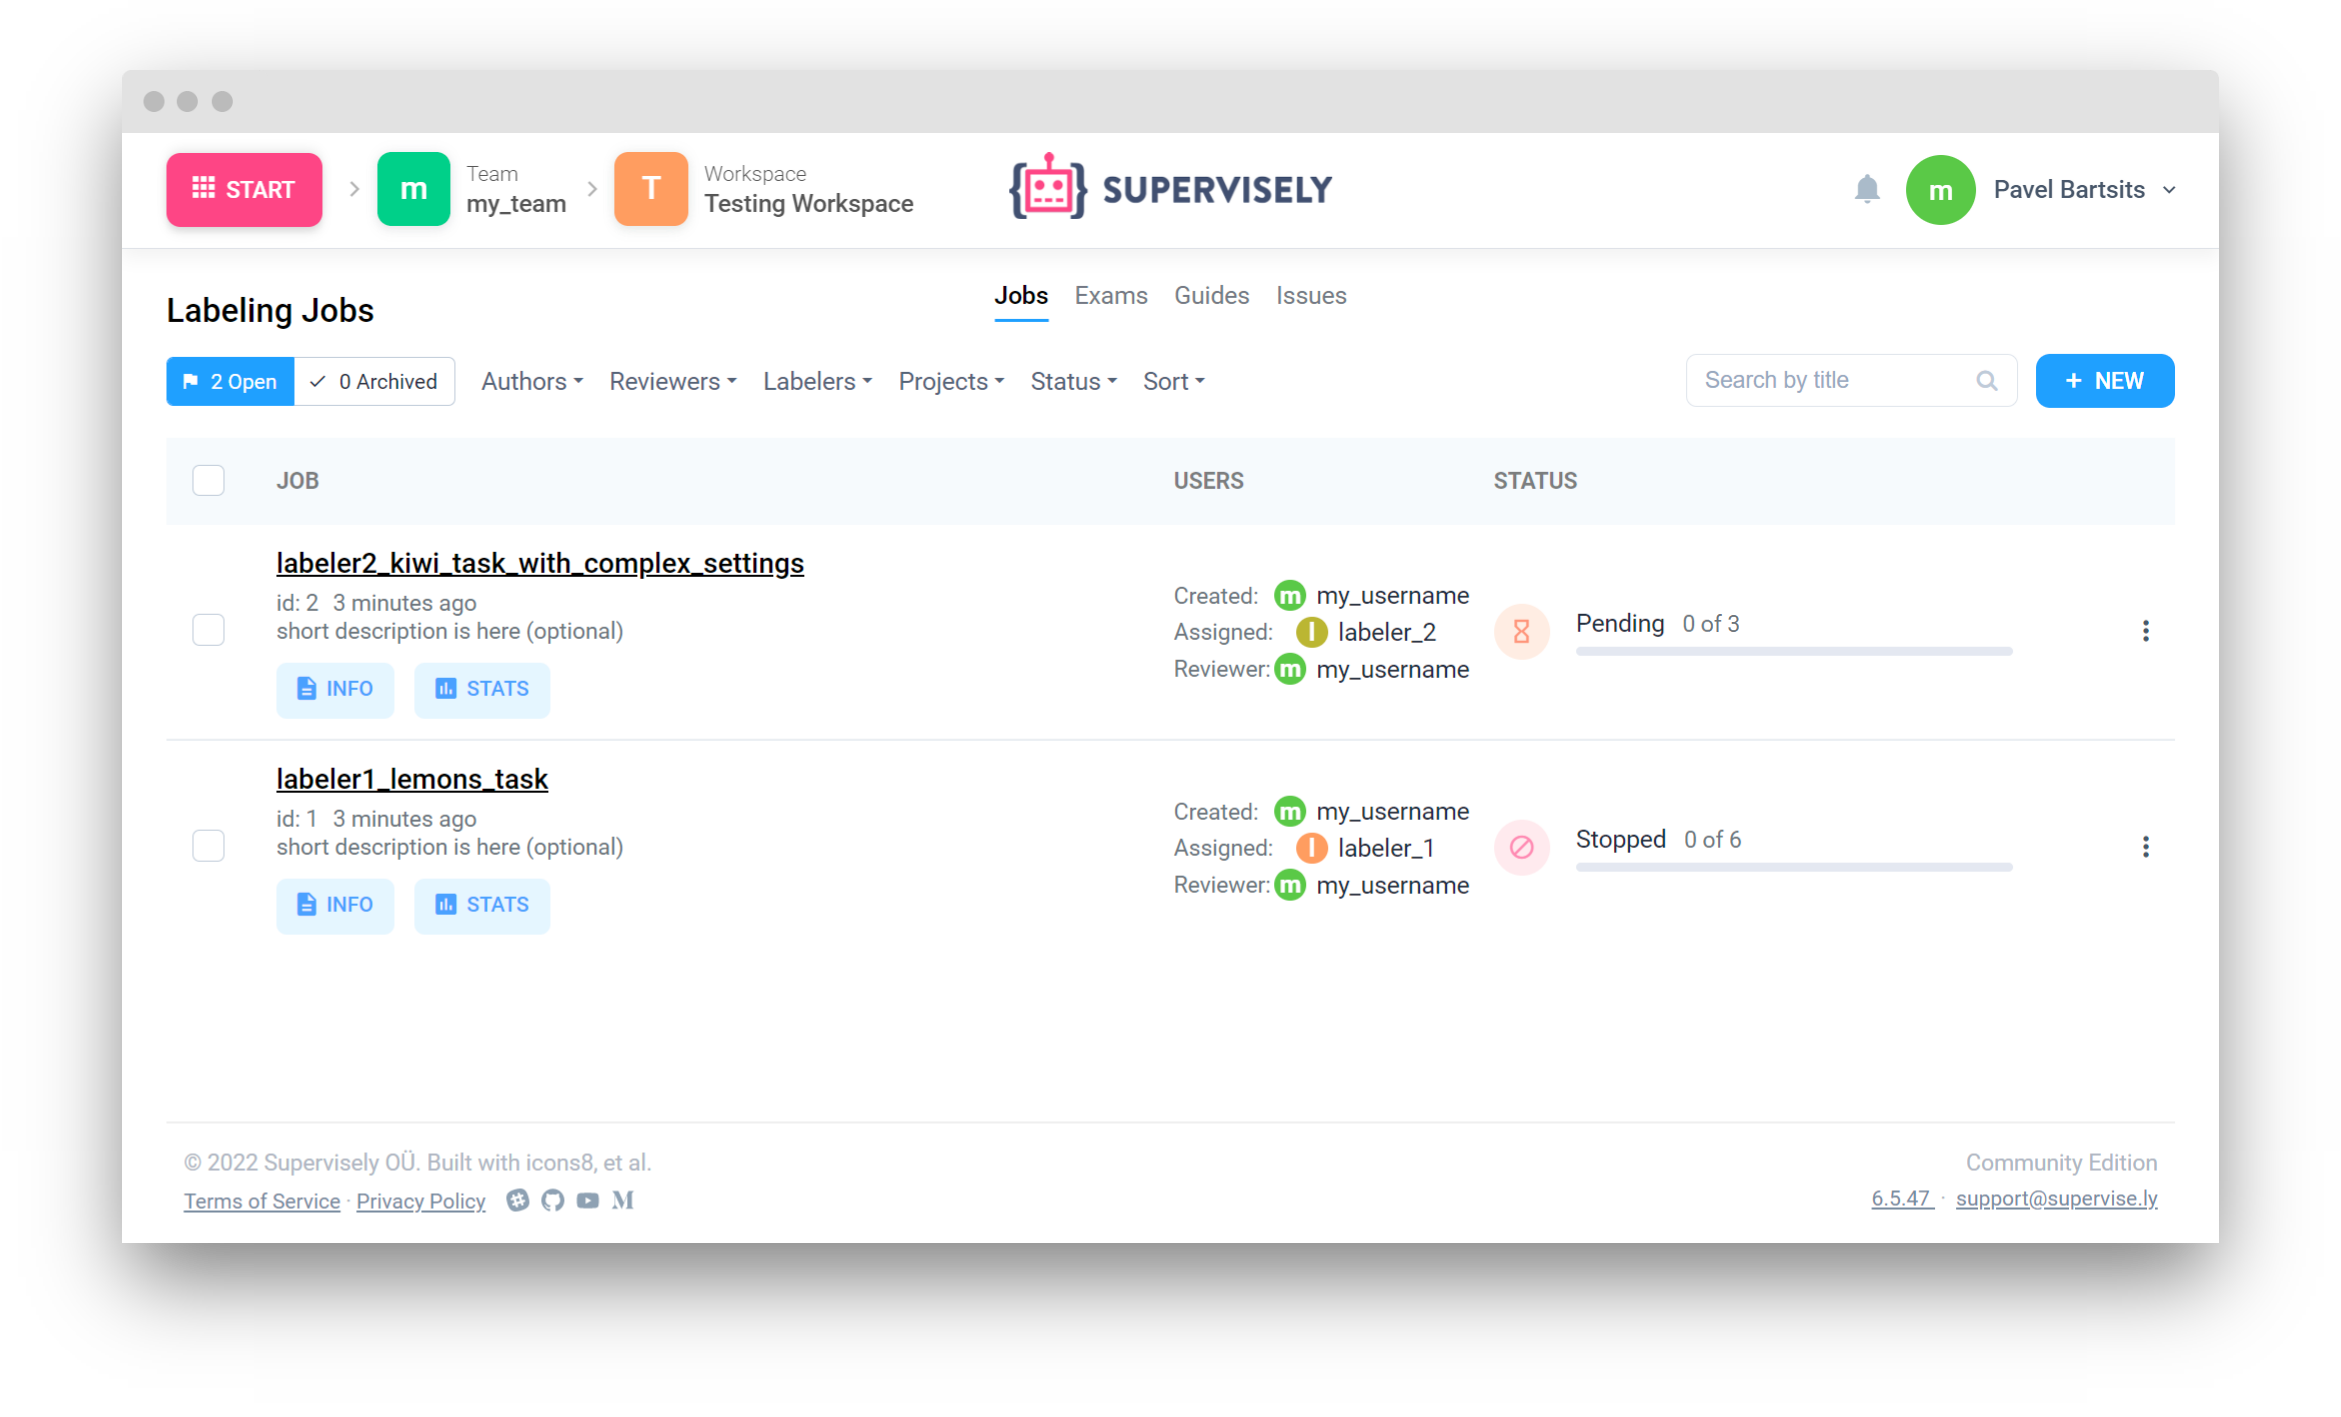 START
m
Team
my_team
T
Workspace
Testing Workspace
SUPERVISELY
m
Pavel Bartsits
Labeling Jobs
Jobs Exams Guides Issues
2 Open 0 Archived Authors Reviewers Labelers Projects Status Sort Search by title + NEW
JOB USERS STATUS
labeler2_kiwi_task_with_complex_settings
id: 2 3 minutes ago
short description is here (optional)
INFO STATS
Created: m my_username
Assigned: l labeler_2
Reviewer: m my_username
Pending 0 of 3
labeler1_lemons_task
id: 1 3 minutes ago
short description is here (optional)
INFO STATS
Created: m my_username
Assigned: l labeler_1
Reviewer: m my_username
Stopped 0 of 6
© 2022 Supervisely OÜ. Built with icons8, et al.
Terms of Service · Privacy Policy
Community Edition
6.5.47 · support@supervise.ly